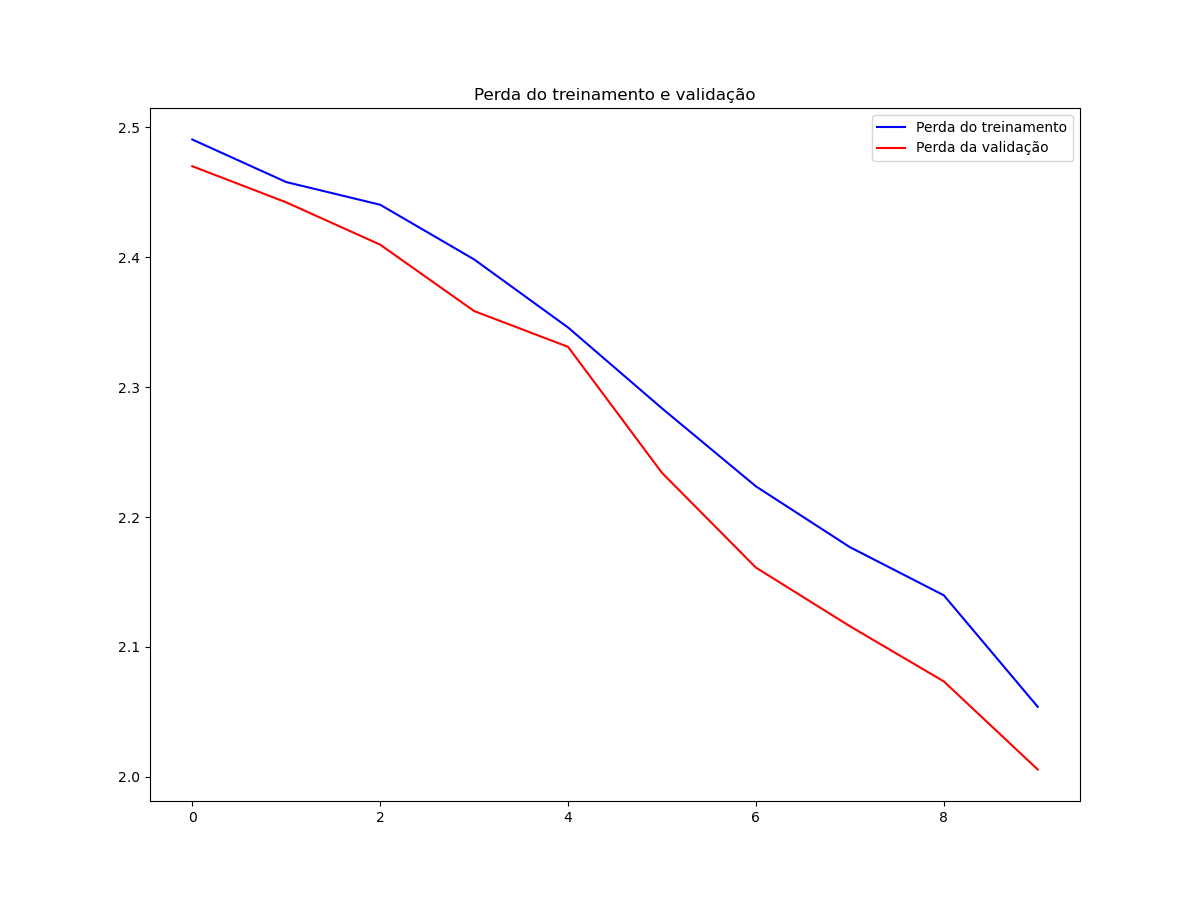 Perda do treinamento e validação
Perda do treinamento
Perda da validação
2.5
2.4
2.3
2.2
2.1
2.0
0 2 4 6 8